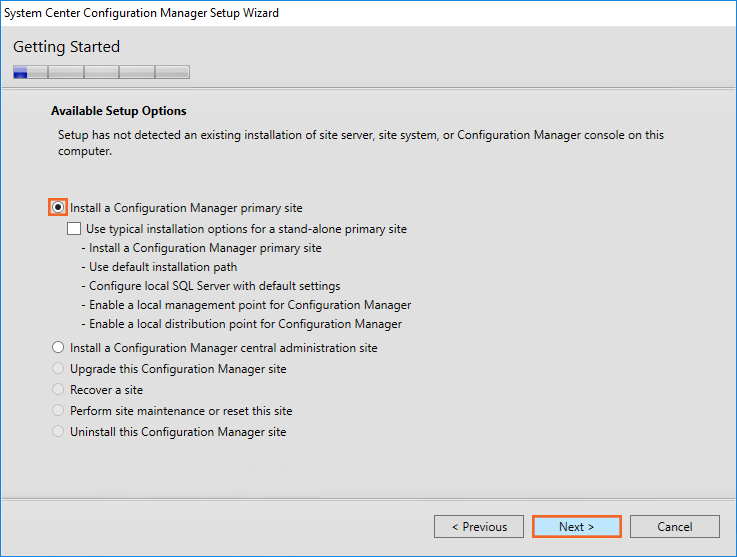 System Center Configuration Manager Setup Wizard
Getting Started
Available Setup Options
Setup has not detected an existing installation of site server, site system, or Configuration Manager console on this
computer.
Install a Configuration Manager primary site
Use typical installation options for a stand-alone primary site
- Install a Configuration Manager primary site
- Use default installation path
- Configure local SQL Server with default settings
- Enable a local management point for Configuration Manager
- Enable a local distribution point for Configuration Manager
Install a Configuration Manager central administration site
Upgrade this Configuration Manager site
Recover a site
Perform site maintenance or reset this site
Uninstall this Configuration Manager site
< Previous Next > Cancel